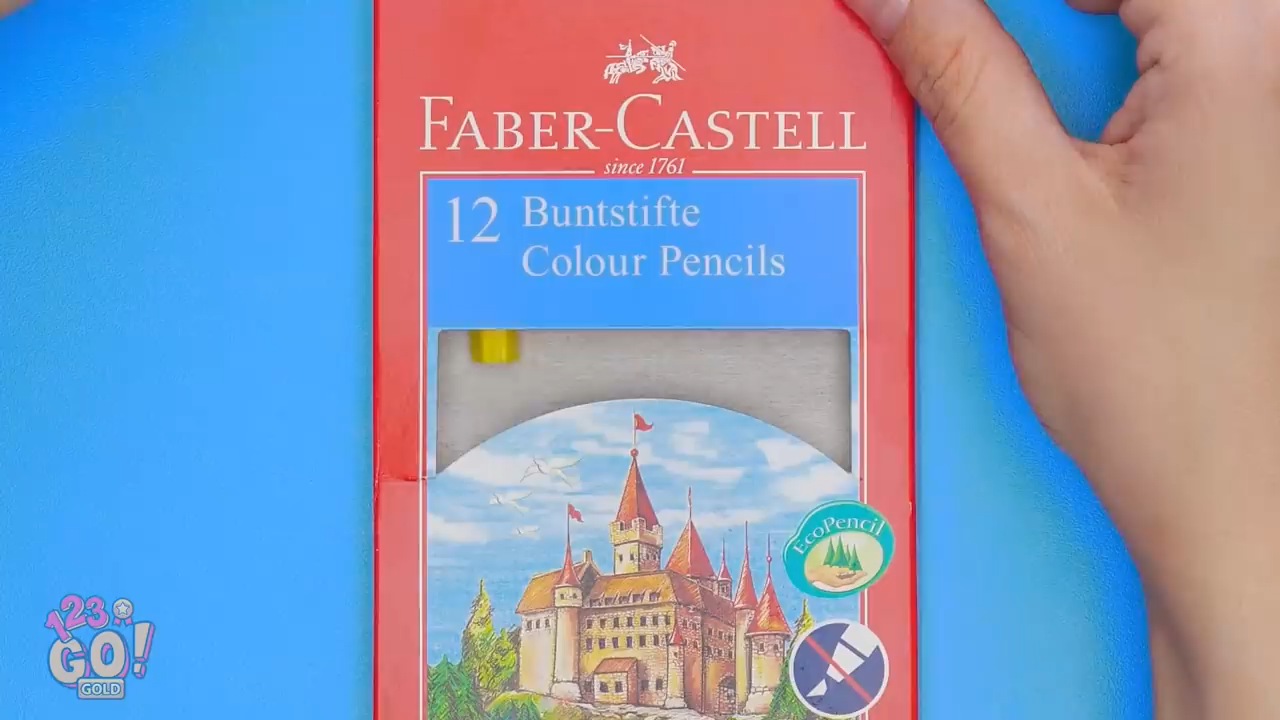 FABER-CASTELL
since 1761
12 Buntstifte
Colour Pencils
EcoPencil
123
GO!
GOLD